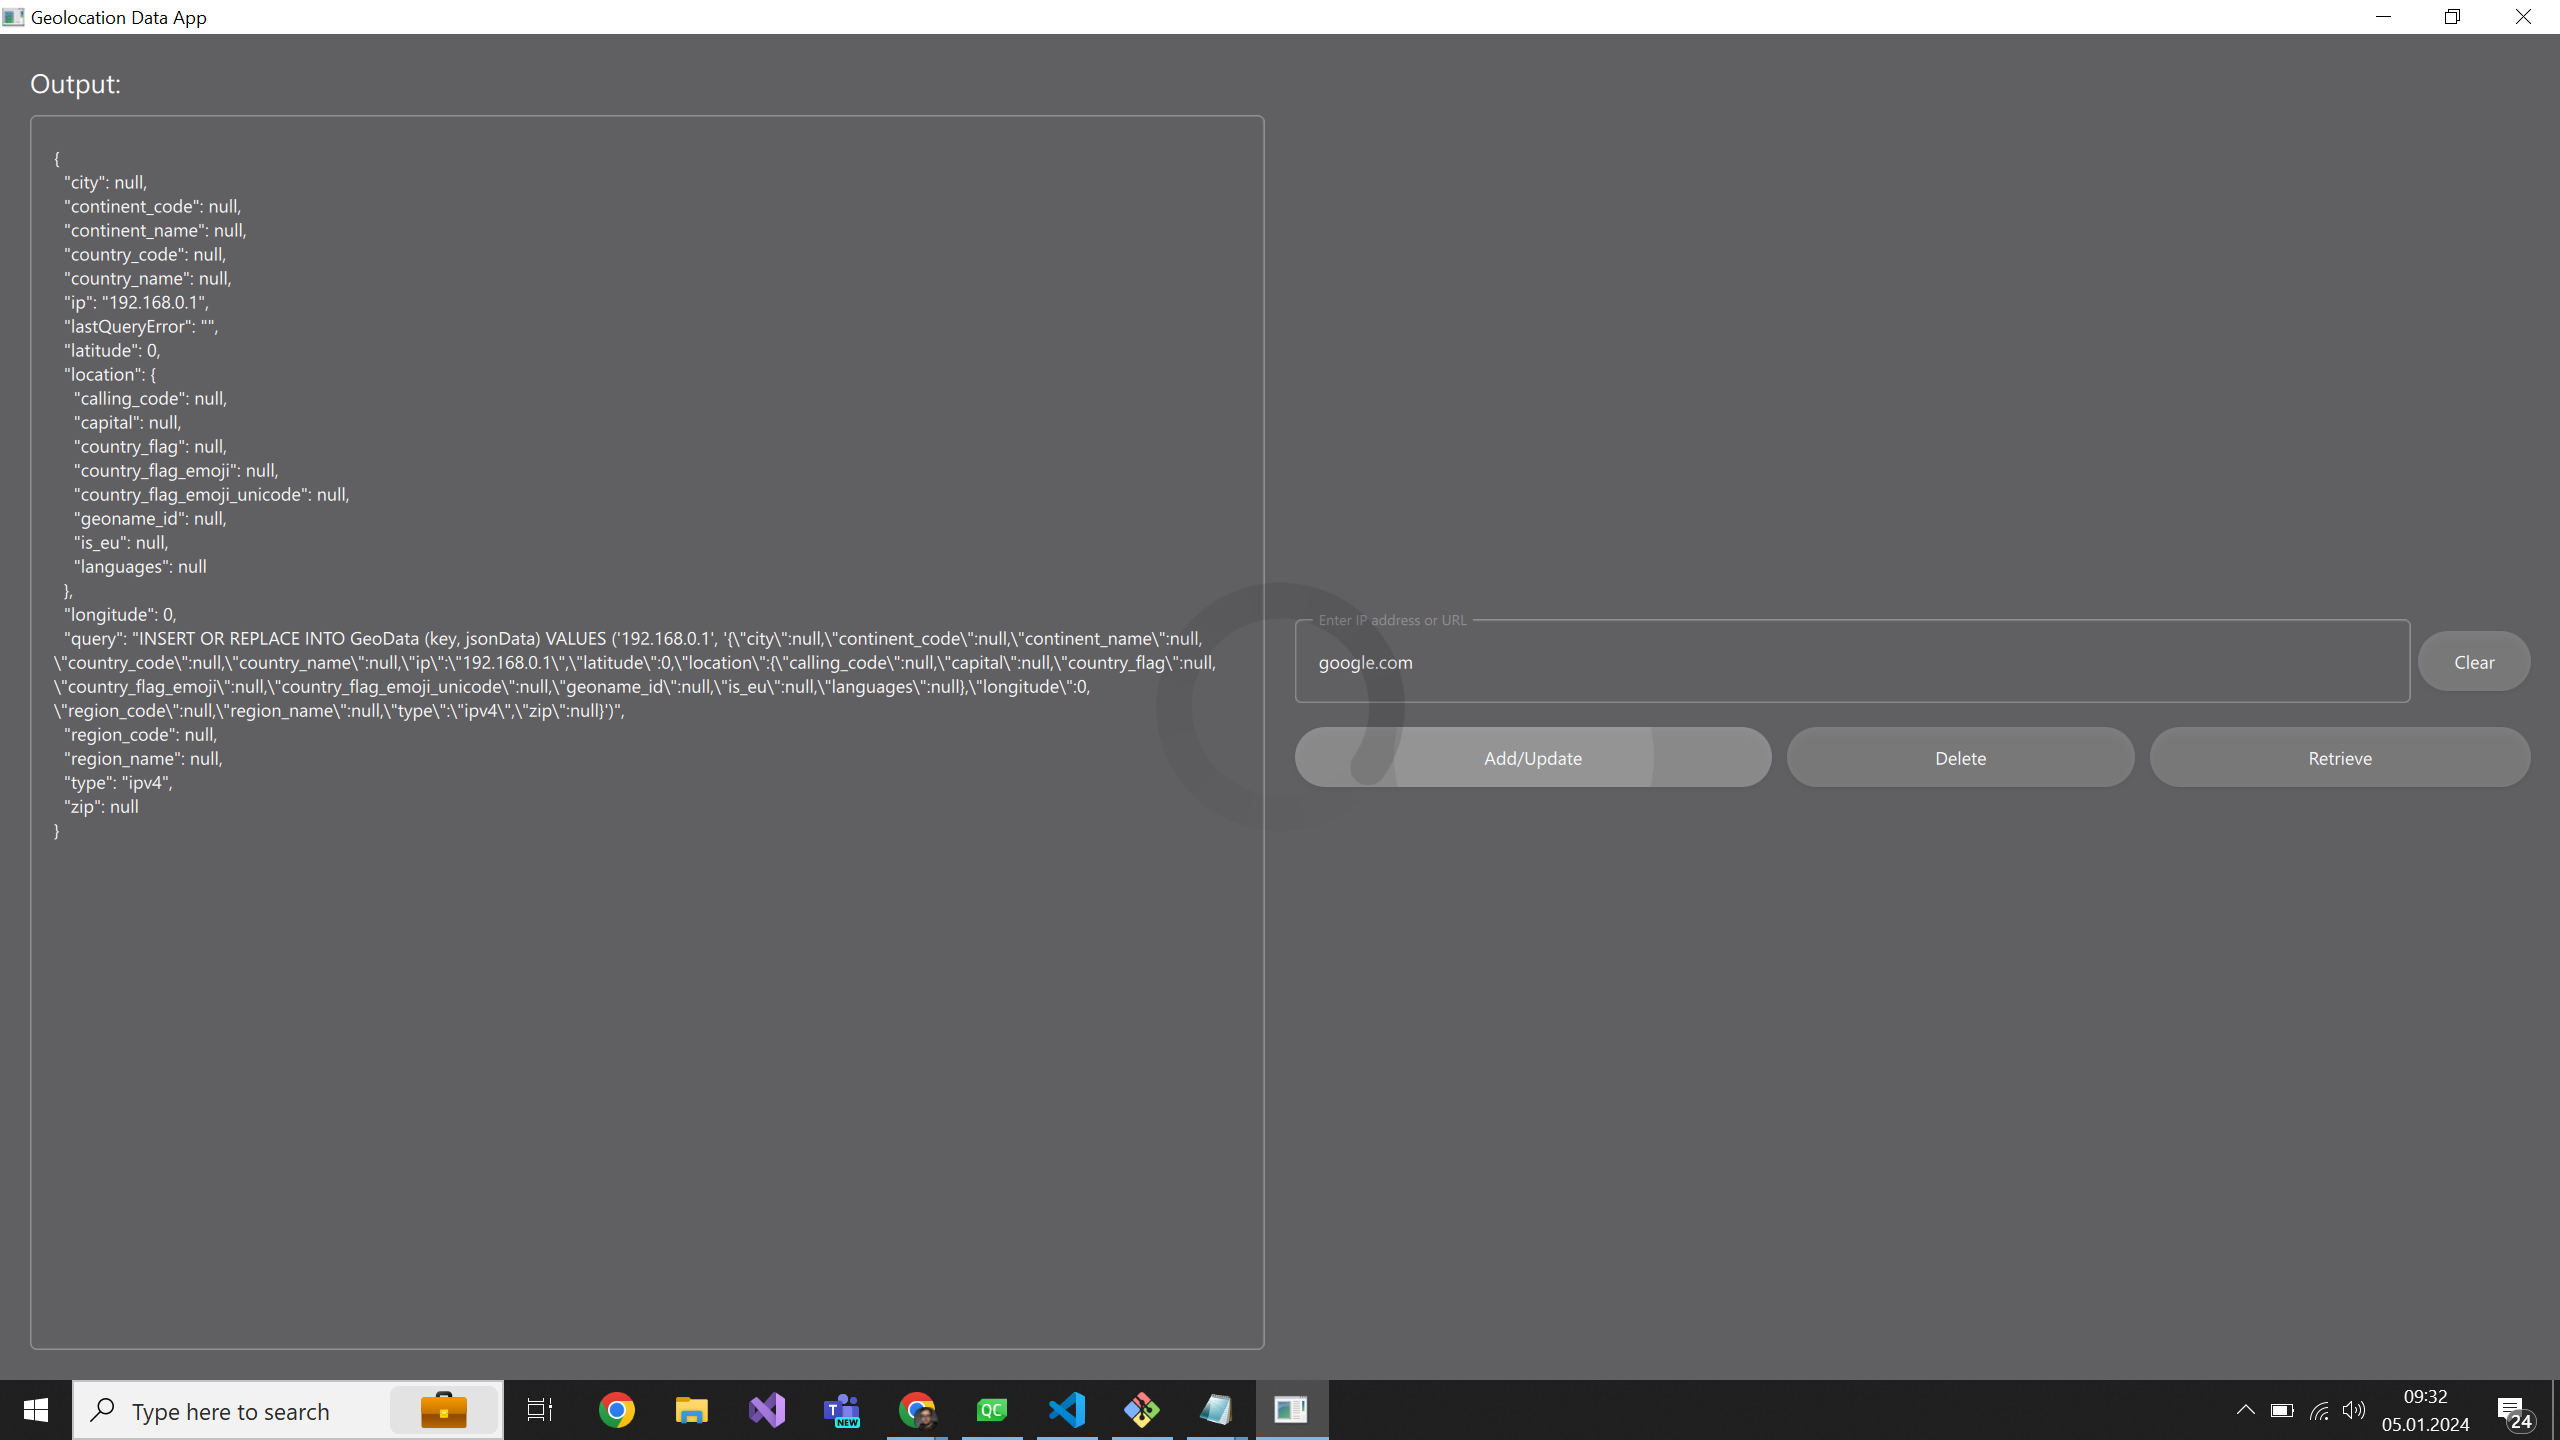 Geolocation Data App
Output:
{
"city": null,
"continent_code": null,
"continent_name": null,
"country_code": null,
"country_name": null,
"ip": "192.168.0.1",
"lastQueryError": "",
"latitude": 0,
"location": {
"calling_code": null,
"capital": null,
"country_flag": null,
"country_flag_emoji": null,
"country_flag_emoji_unicode": null,
"geoname_id": null,
"is_eu": null,
"languages": null
},
"longitude": 0,
"query": "INSERT OR REPLACE INTO GeoData (key, jsonData) VALUES ('192.168.0.1', '{\"city\":null,\"continent_code\":null,\"continent_name\":null,
\"country_code\":null,\"country_name\":null,\"ip\":\"192.168.0.1\",\"latitude\":0,\"location\":{\"calling_code\":null,\"capital\":null,\"country_flag\":null,
\"country_flag_emoji\":null,\"country_flag_emoji_unicode\":null,\"geoname_id\":null,\"is_eu\":null,\"languages\":null},\"longitude\":0,
\"region_code\":null,\"region_name\":null,\"type\":\"ipv4\",\"zip\":null}')",
"region_code": null,
"region_name": null,
"type": "ipv4",
"zip": null
}
Enter IP address or URL
google.com
Clear
Add/Update
Delete
Retrieve
Type here to search
T
NEW
QC
09:32
05.01.2024
24